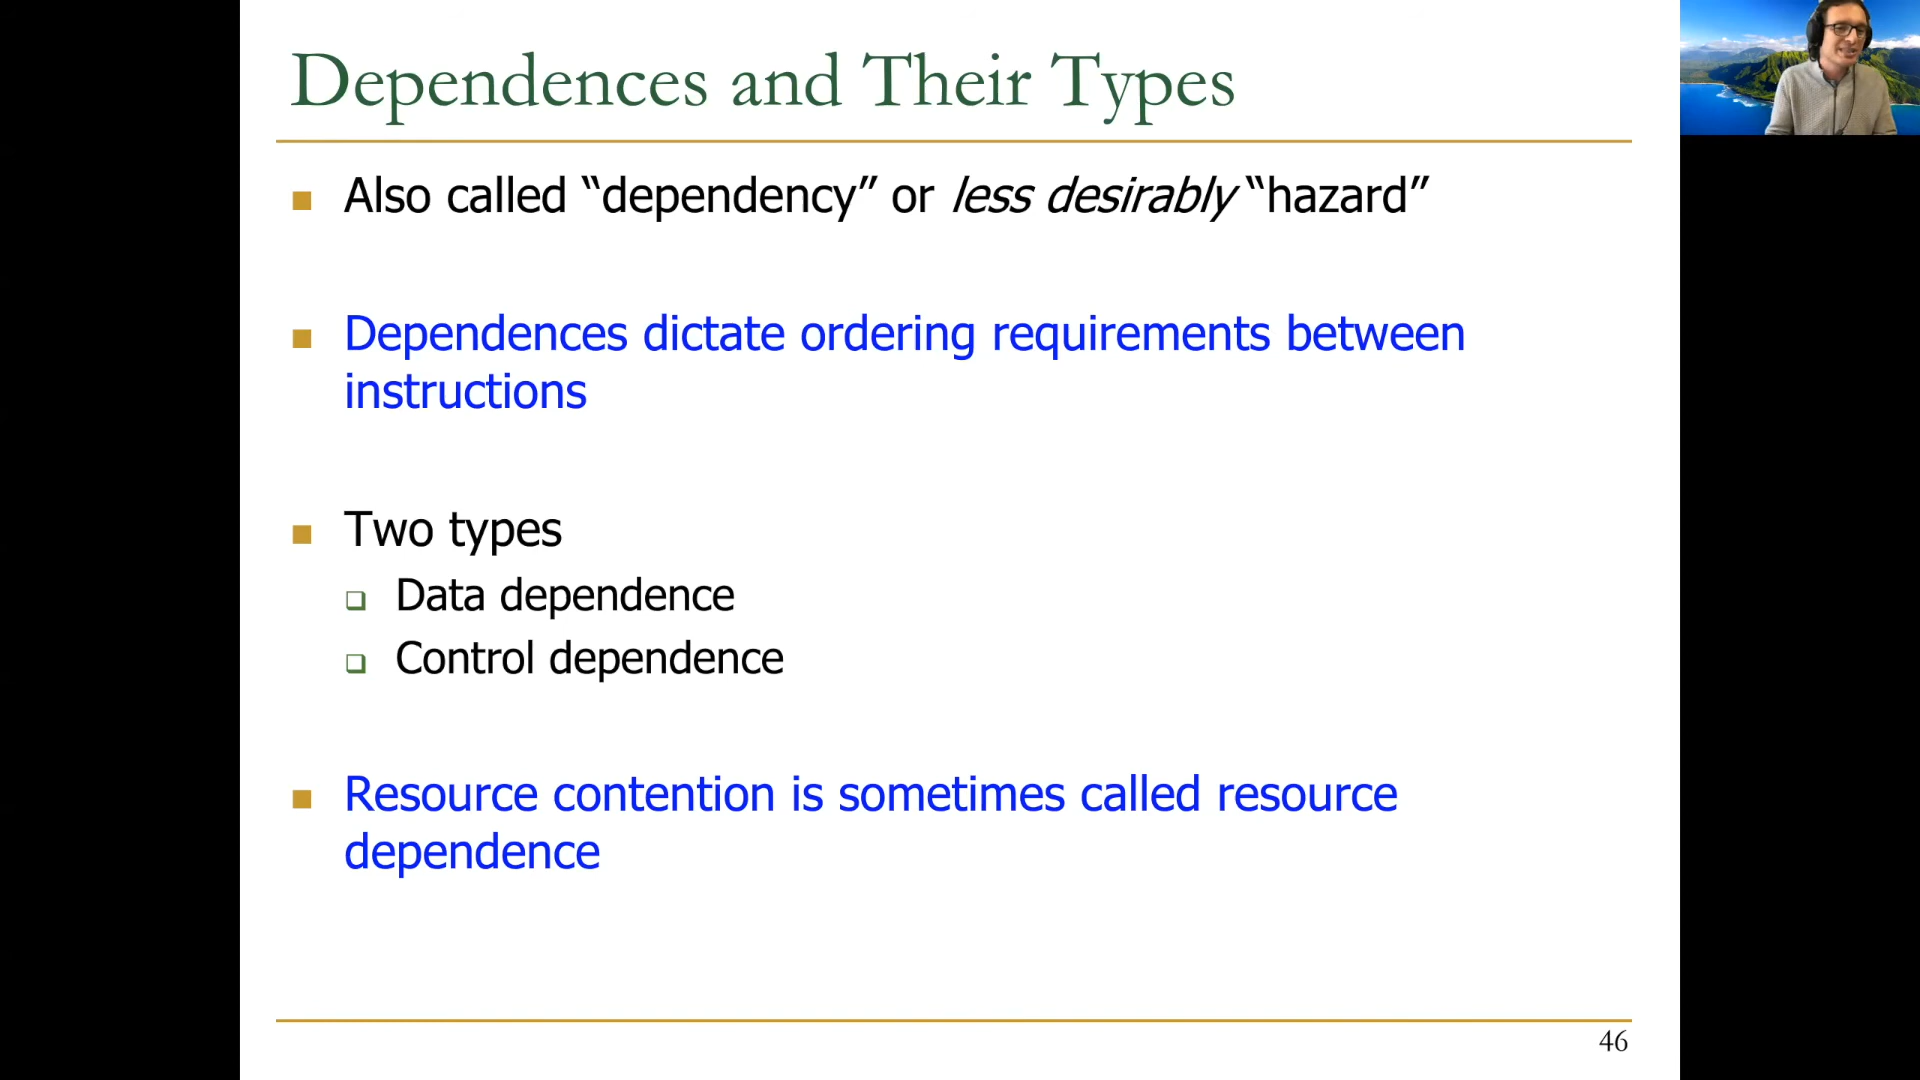 Dependences and Their Types
Also called “dependency” or less desirably “hazard”
Dependences dictate ordering requirements between
instructions
Two types
Data dependence
Control dependence
Resource contention is sometimes called resource
dependence
46